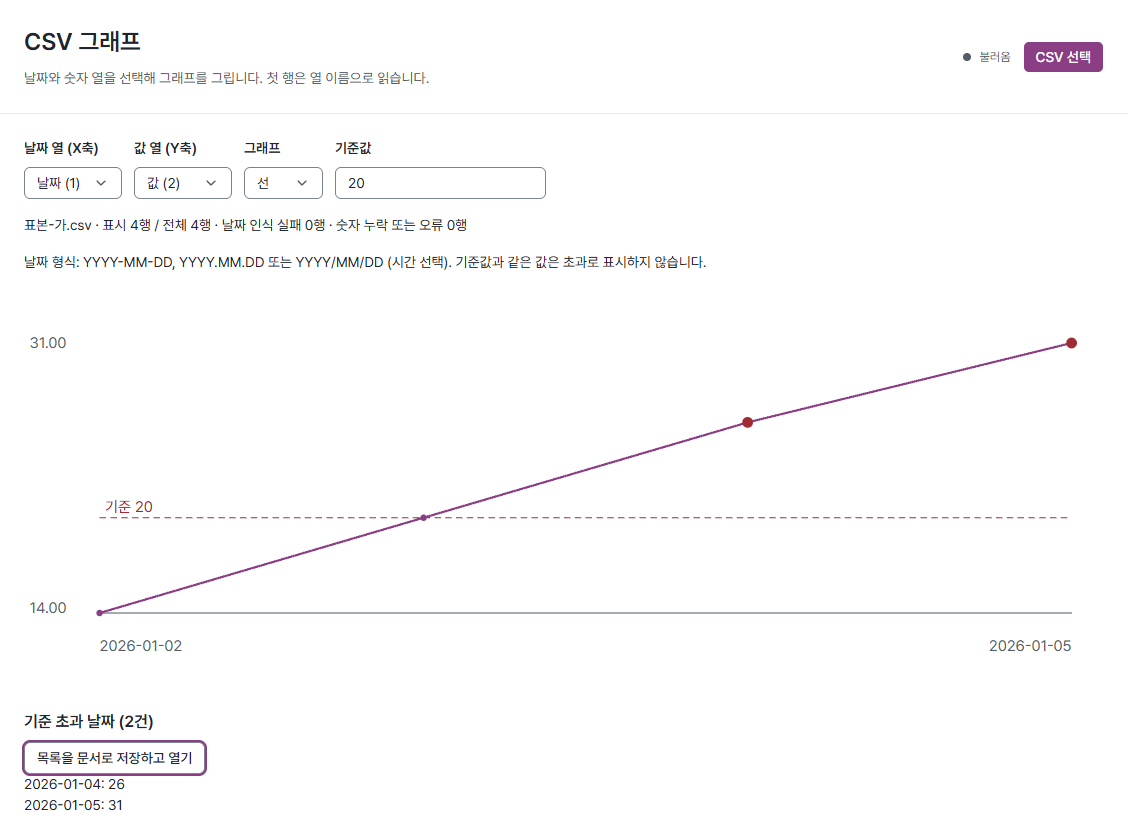 CSV 그래프
날짜와 숫자 열을 선택해 그래프를 그립니다. 첫 행은 열 이름으로 읽습니다.
불러옴
CSV 선택
날짜 열 (X축)
값 열 (Y축)
그래프
기준값
날짜 (1)
값 (2)
선
20
표본-가.csv · 표시 4행 / 전체 4행 · 날짜 인식 실패 0행 · 숫자 누락 또는 오류 0행
날짜 형식: YYYY-MM-DD, YYYY.MM.DD 또는 YYYY/MM/DD (시간 선택). 기준값과 같은 값은 초과로 표시하지 않습니다.
31.00
기준 20
14.00
2026-01-02
2026-01-05
기준 초과 날짜 (2건)
목록을 문서로 저장하고 열기
2026-01-04: 26
2026-01-05: 31